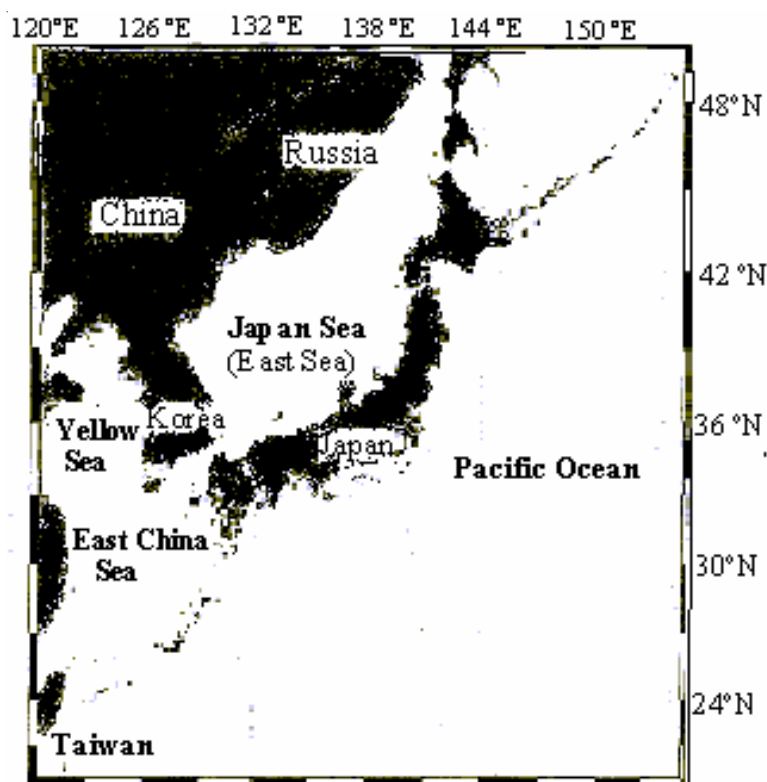 120°E 126°E 132°E 138°E 144°E 150°E
48°N
Russia
China
42°N
Japan Sea
(East Sea)
Korea
36°N
Yellow
Sea
Japan
Pacific Ocean
East China
Sea
30°N
24°N
Taiwan